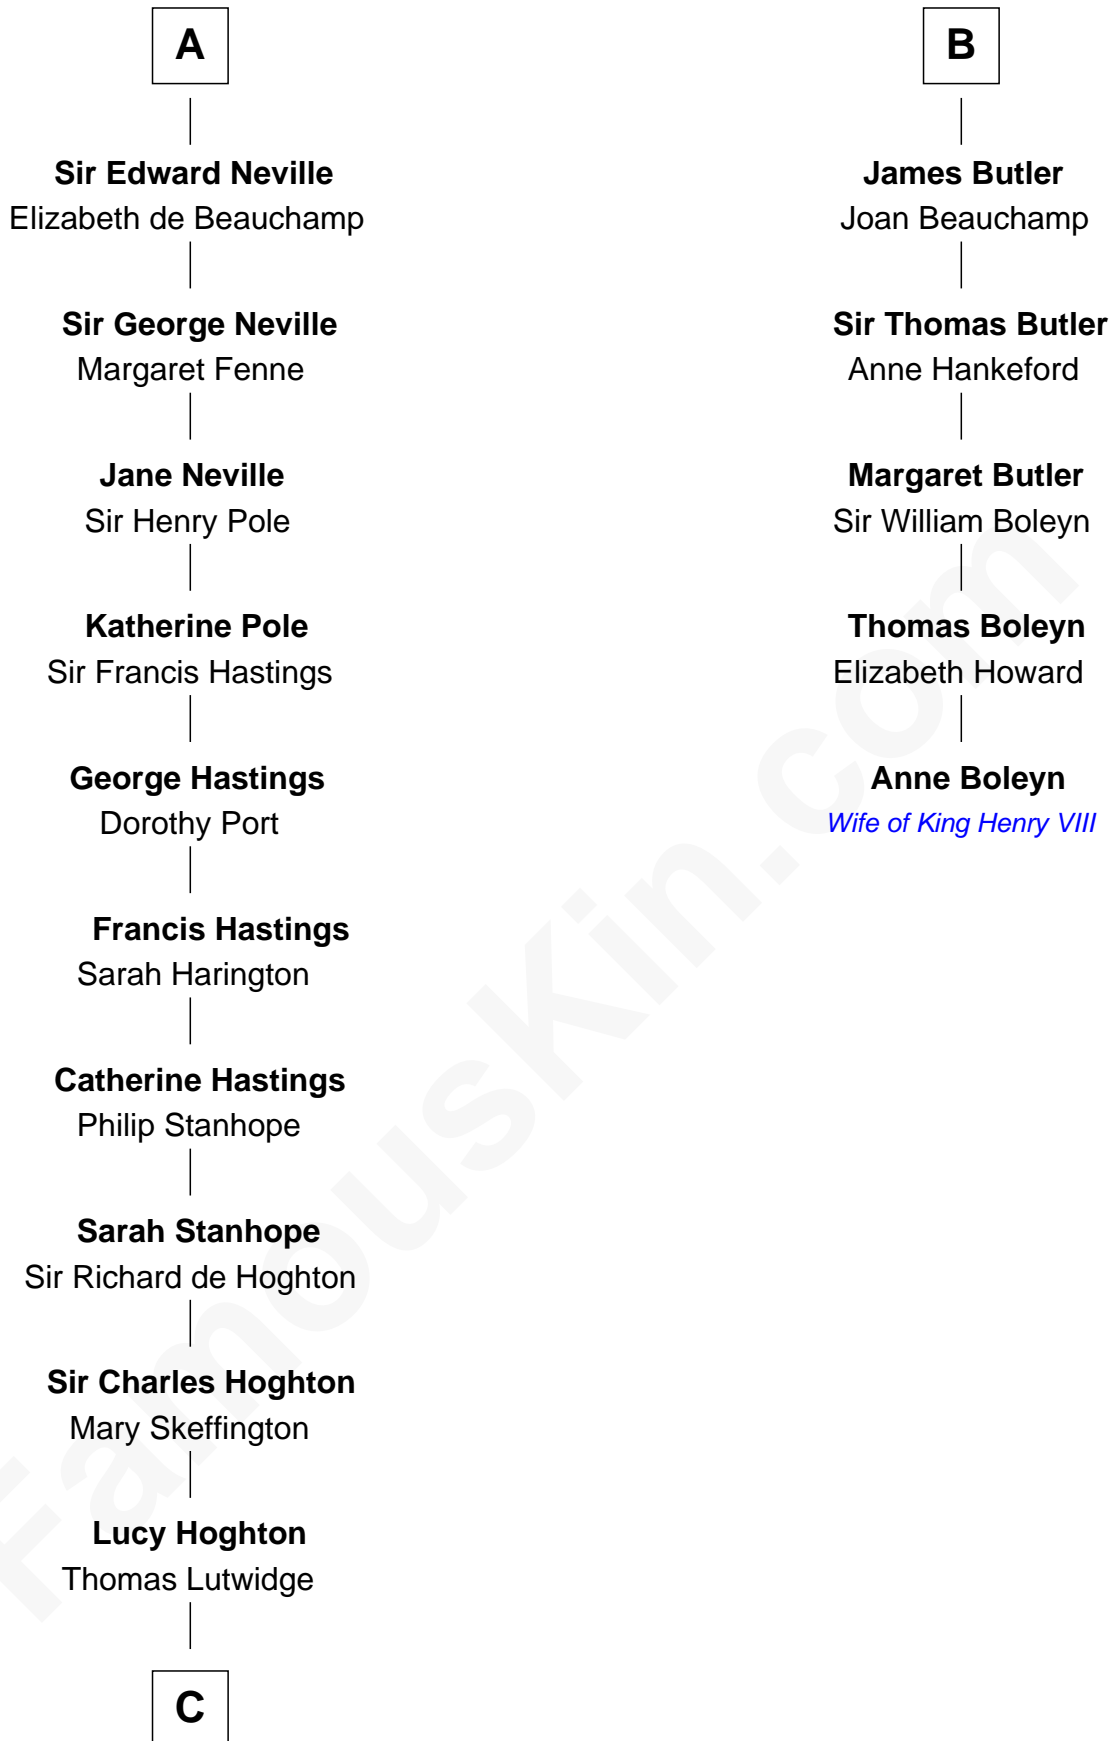 A
Sir Edward Neville
Elizabeth de Beauchamp
Sir George Neville
Margaret Fenne
Jane Neville
Sir Henry Pole
Katherine Pole
Sir Francis Hastings
George Hastings
Dorothy Port
Francis Hastings
Sarah Harington
Catherine Hastings
Philip Stanhope
Sarah Stanhope
Sir Richard de Hoghton
Sir Charles Hoghton
Mary Skeffington
Lucy Hoghton
Thomas Lutwidge
C
B
James Butler
Joan Beauchamp
Sir Thomas Butler
Anne Hankeford
Margaret Butler
Sir William Boleyn
Thomas Boleyn
Elizabeth Howard
Anne Boleyn
Wife of King Henry VIII
FamousKin.com